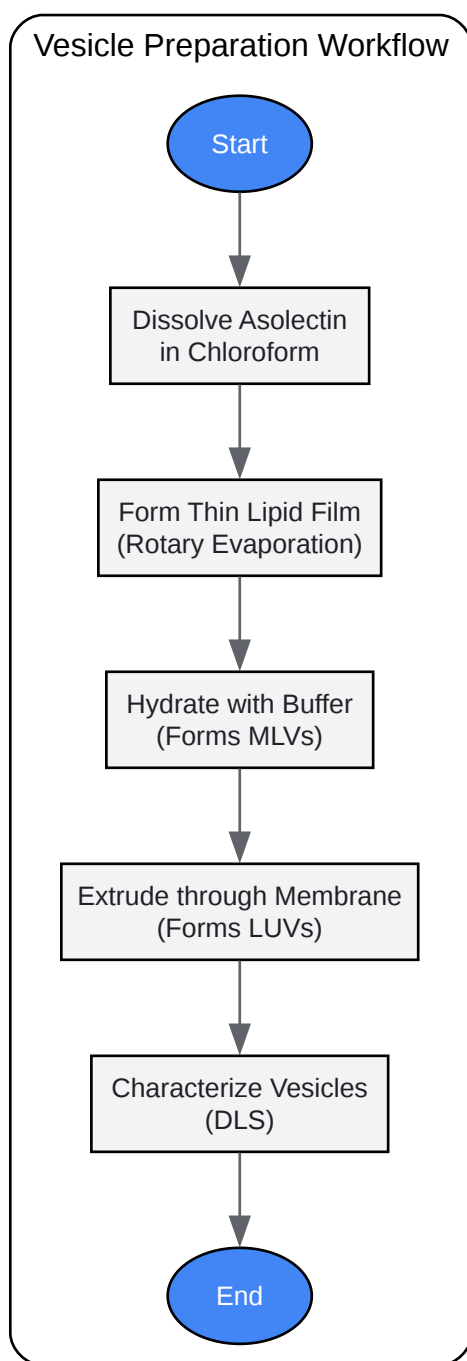 Vesicle Preparation Workflow
Start
Dissolve Asolectin
in Chloroform
Form Thin Lipid Film
(Rotary Evaporation)
Hydrate with Buffer
(Forms MLVs)
Extrude through Membrane
(Forms LUVs)
Characterize Vesicles
(DLS)
End